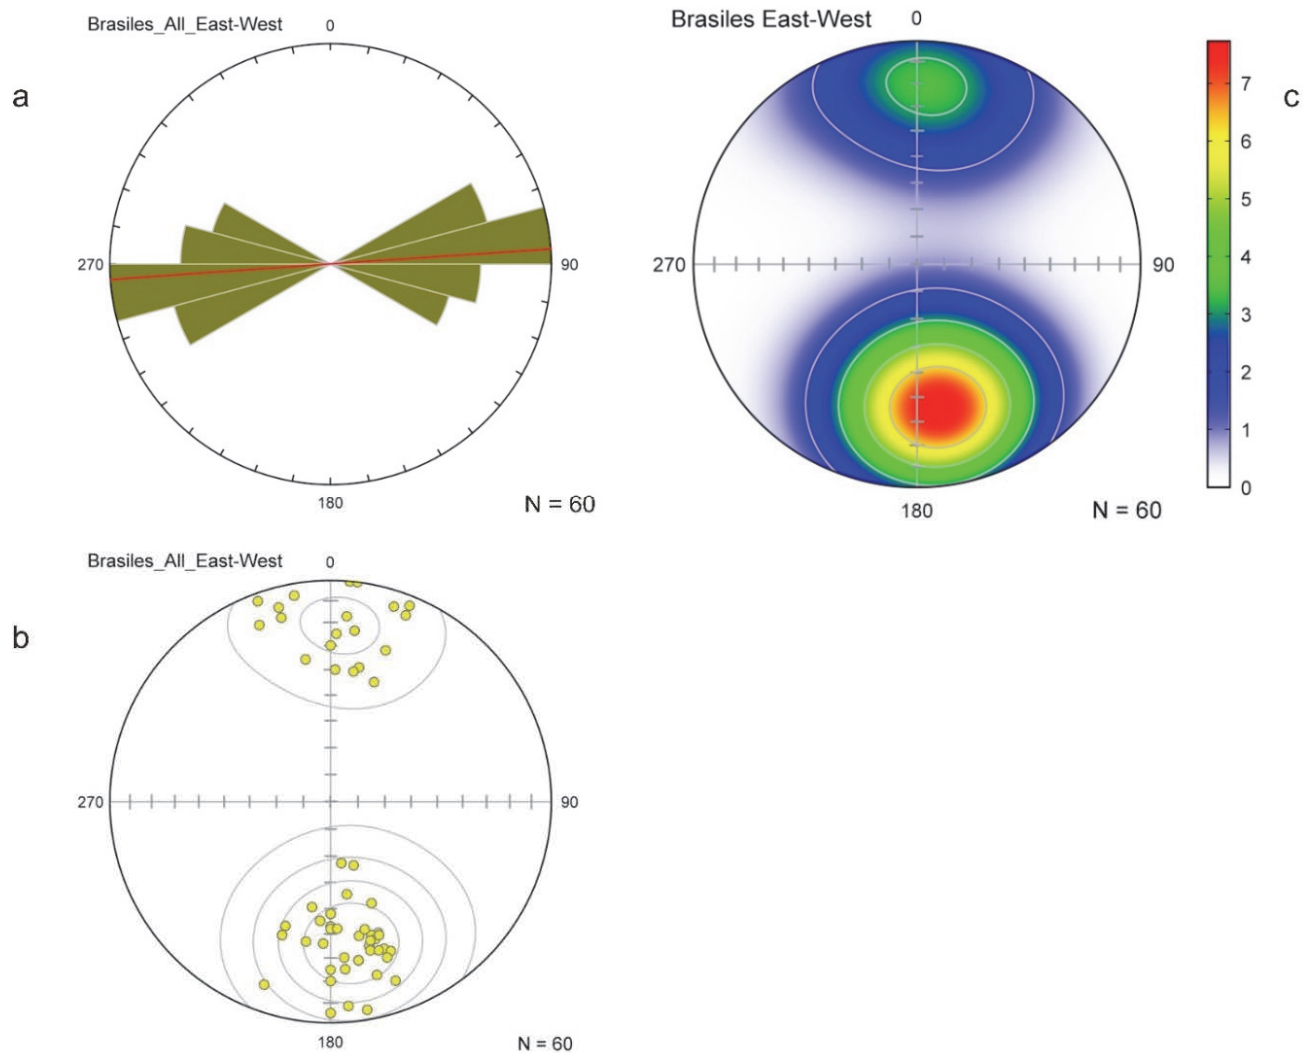 a
Brasiles_All_East-West
0
270
90
180
N = 60
Brasiles East-West
0
270
90
180
N = 60
7
6
5
4
3
2
1
0
c
b
Brasiles_All_East-West
0
270
90
180
N = 60